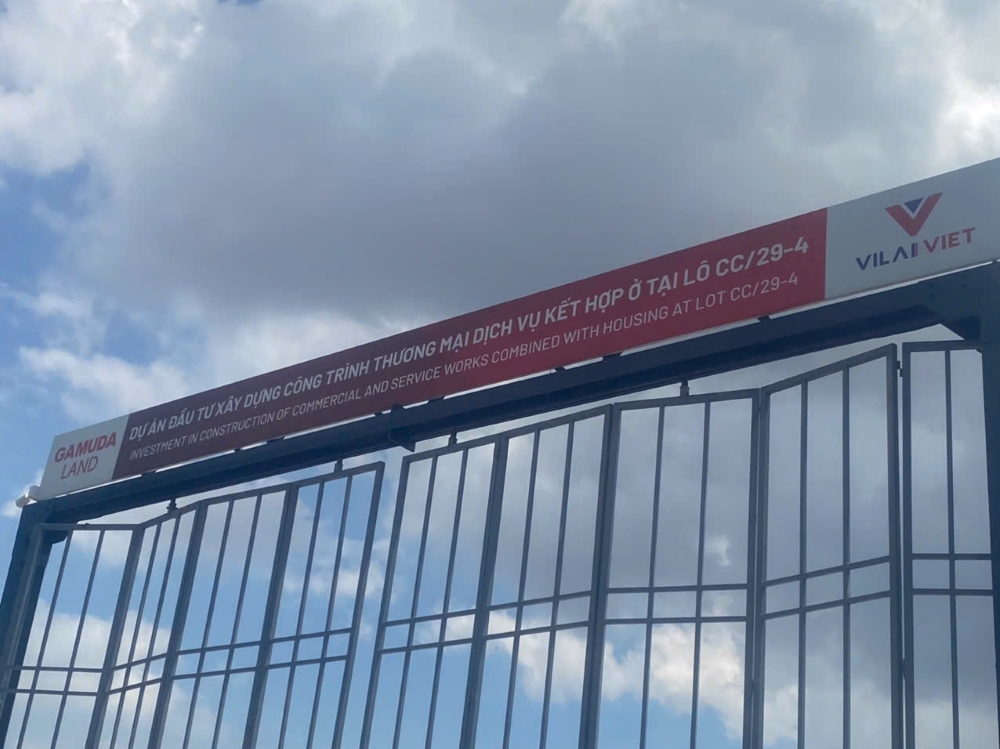 GAMUDA
LAND
DỰ ÁN ĐẦU TƯ XÂY DỰNG CÔNG TRÌNH THƯƠNG MẠI DỊCH VỤ KẾT HỢP Ở TẠI LÔ CC/29-4
INVESTMENT IN CONSTRUCTION OF COMMERCIAL AND SERVICE WORKS COMBINED WITH HOUSING AT LOT CC/29-4
VILAI VIET